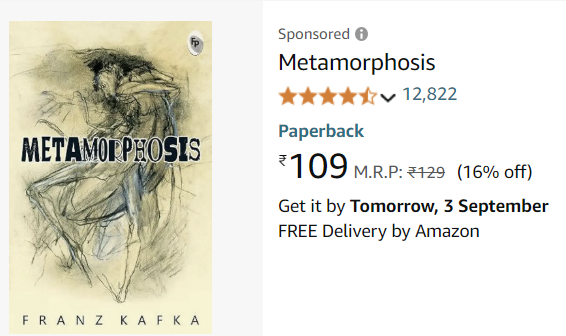 FP
METAMORPHOSIS
FRANZ KAFKA
Sponsored
Metamorphosis
12,822
Paperback
₹109 M.R.P: ₹129 (16% off)
Get it by Tomorrow, 3 September
FREE Delivery by Amazon